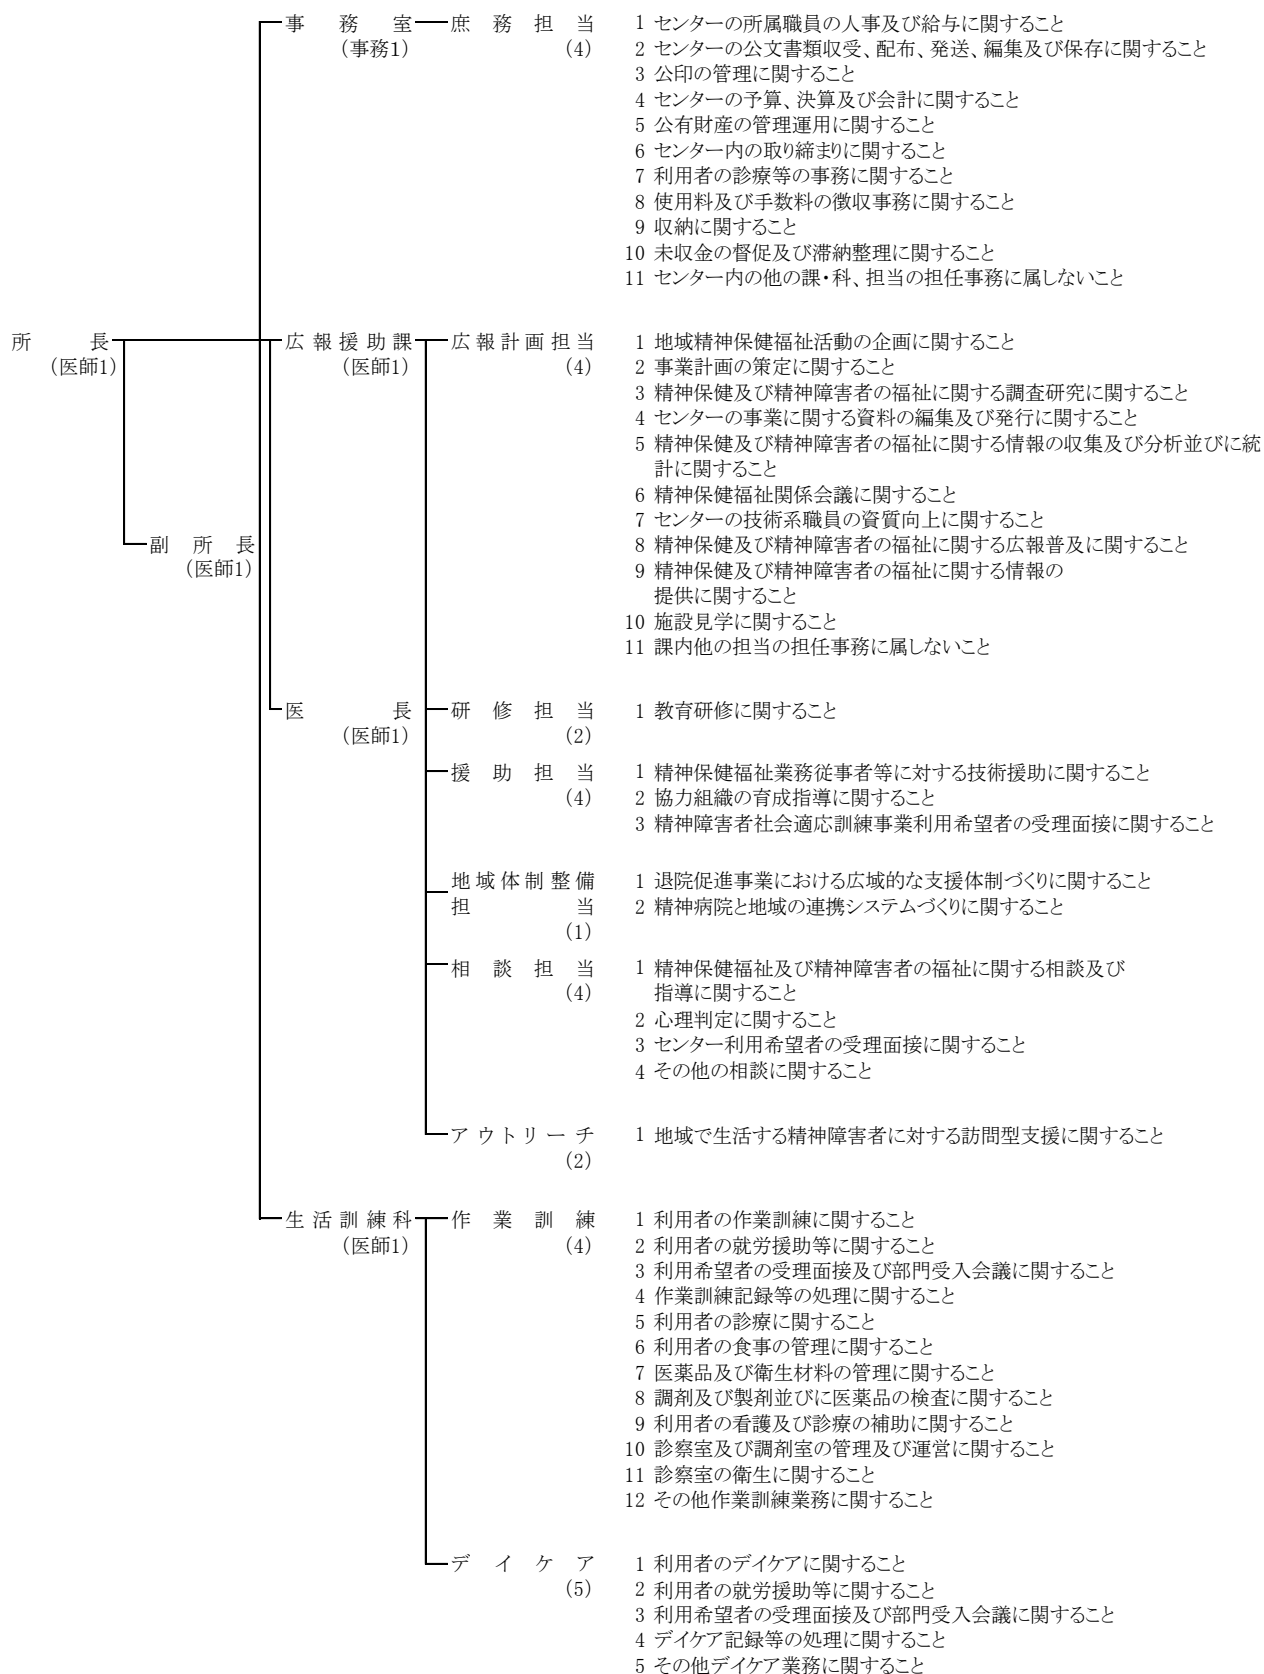 事務室 庶務担当 1 センターの所属職員の人事及び給与に関すること
(事務1) (4) 2 センターの公文書類収受、配布、発送、編集及び保存に関すること
3 公印の管理に関すること
4 センターの予算、決算及び会計に関すること
5 公有財産の管理運用に関すること
6 センター内の取り締まりに関すること
7 利用者の診療等の事務に関すること
8 使用料及び手数料の徴収事務に関すること
9 収納に関すること
10 未収金の督促及び滞納整理に関すること
11 センター内の他の課・科、担当の担任事務に属しないこと
所長 広報援助課 広報計画担当 1 地域精神保健福祉活動の企画に関すること
(医師1) (医師1) (4) 2 事業計画の策定に関すること
3 精神保健及び精神障害者の福祉に関する調査研究に関すること
4 センターの事業に関する資料の編集及び発行に関すること
5 精神保健及び精神障害者の福祉に関する情報の収集及び分析並びに統
計に関すること
6 精神保健福祉関係会議に関すること
7 センターの技術系職員の資質向上に関すること
副所長 8 精神保健及び精神障害者の福祉に関する広報普及に関すること
(医師1) 9 精神保健及び精神障害者の福祉に関する情報の
提供に関すること
10 施設見学に関すること
11 課内他の担当の担任事務に属しないこと
医長 研修担当 1 教育研修に関すること
(医師1) (2)
援助担当 1 精神保健福祉業務従事者等に対する技術援助に関すること
(4) 2 協力組織の育成指導に関すること
3 精神障害者社会適応訓練事業利用希望者の受理面接に関すること
地域体制整備 1 退院促進事業における広域的な支援体制づくりに関すること
担当 2 精神病院と地域の連携システムづくりに関すること
(1)
相談担当 1 精神保健福祉及び精神障害者の福祉に関する相談及び
(4) 指導に関すること
2 心理判定に関すること
3 センター利用希望者の受理面接に関すること
4 その他の相談に関すること
アウトリーチ 1 地域で生活する精神障害者に対する訪問型支援に関すること
(2)
生活訓練科 作業訓練 1 利用者の作業訓練に関すること
(医師1) (4) 2 利用者の就労援助等に関すること
3 利用希望者の受理面接及び部門受入会議に関すること
4 作業訓練記録等の処理に関すること
5 利用者の診療に関すること
6 利用者の食事の管理に関すること
7 医薬品及び衛生材料の管理に関すること
8 調剤及び製剤並びに医薬品の検査に関すること
9 利用者の看護及び診療の補助に関すること
10 診察室及び調剤室の管理及び運営に関すること
11 診察室の衛生に関すること
12 その他作業訓練業務に関すること
デイケア 1 利用者のデイケアに関すること
(5) 2 利用者の就労援助等に関すること
3 利用希望者の受理面接及び部門受入会議に関すること
4 デイケア記録等の処理に関すること
5 その他デイケア業務に関すること